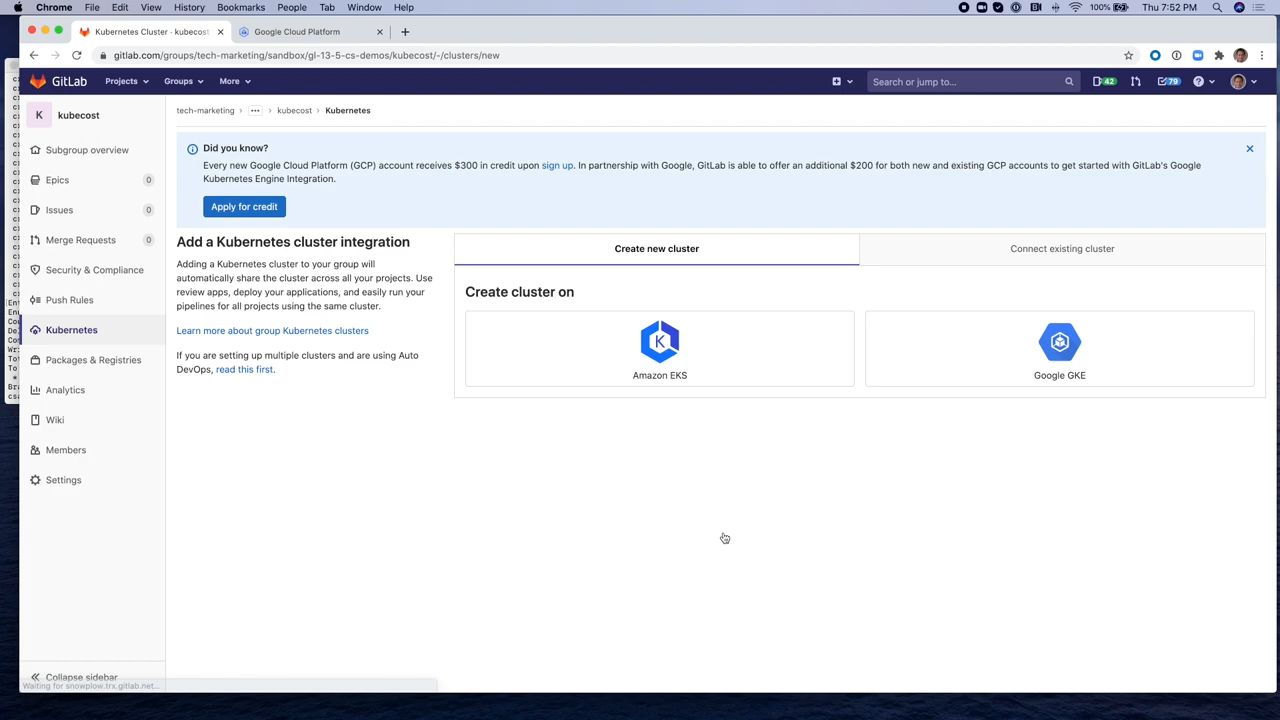 Chrome File Edit View History Bookmarks People Tab Window Help 100% Thu 7:52 PM
Kubernetes Cluster · kubecost
Google Cloud Platform
gitlab.com/groups/tech-marketing/sandbox/gl-13-5-cs-demos/kubecost/-/clusters/new
GitLab Projects Groups More Search or jump to... 42 79
K kubecost
Subgroup overview
Epics 0
Issues 0
Merge Requests 0
Security & Compliance
Push Rules
Kubernetes
Packages & Registries
Analytics
Wiki
Members
Settings
Collapse sidebar
Waiting for snowplow.trx.gitlab.net...
tech-marketing > ••• > kubecost > Kubernetes
Did you know?
Every new Google Cloud Platform (GCP) account receives $300 in credit upon sign up. In partnership with Google, GitLab is able to offer an additional $200 for both new and existing GCP accounts to get started with GitLab's Google
Kubernetes Engine Integration.
Apply for credit
Add a Kubernetes cluster integration
Adding a Kubernetes cluster to your group will
automatically share the cluster across all your projects. Use
review apps, deploy your applications, and easily run your
pipelines for all projects using the same cluster.
Learn more about group Kubernetes clusters
If you are setting up multiple clusters and are using Auto
DevOps, read this first.
Create new cluster
Connect existing cluster
Create cluster on
K
Amazon EKS
Google GKE